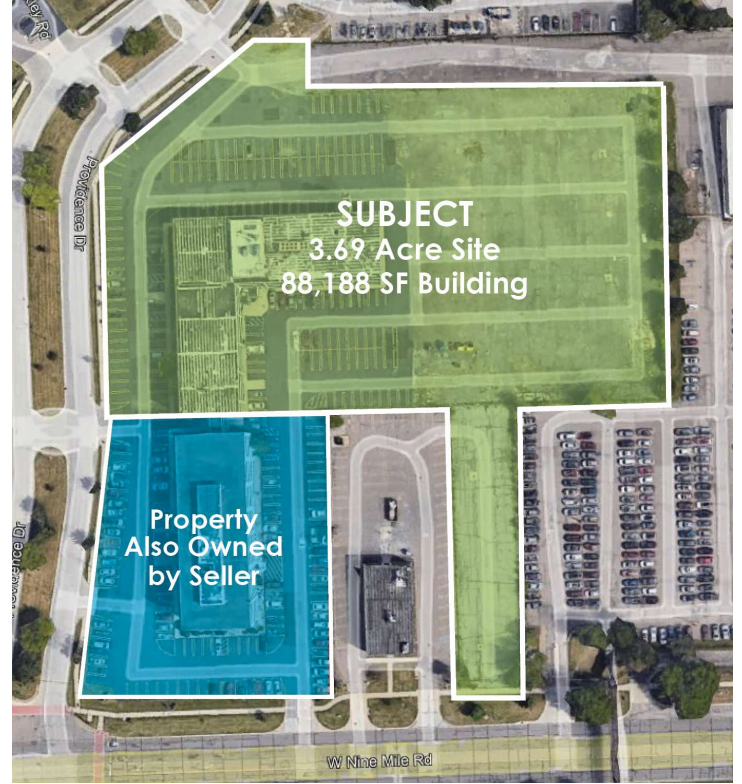 Providence Dr
SUBJECT
3.69 Acre Site
88,188 SF Building
Property
Also Owned
by Seller
W Nine Mile Rd